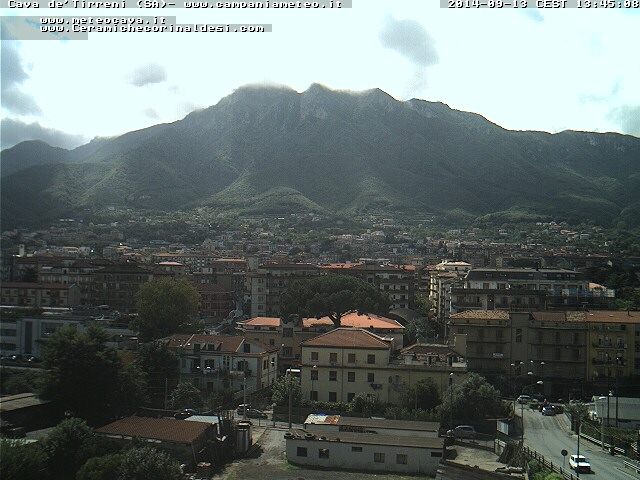 Cava de'Tirreni (SA)- www.campaniameteo.it 2014-09-13 CEST 13:45:08
www.meteocava.it
www.Ceramichecorinaldesi.com